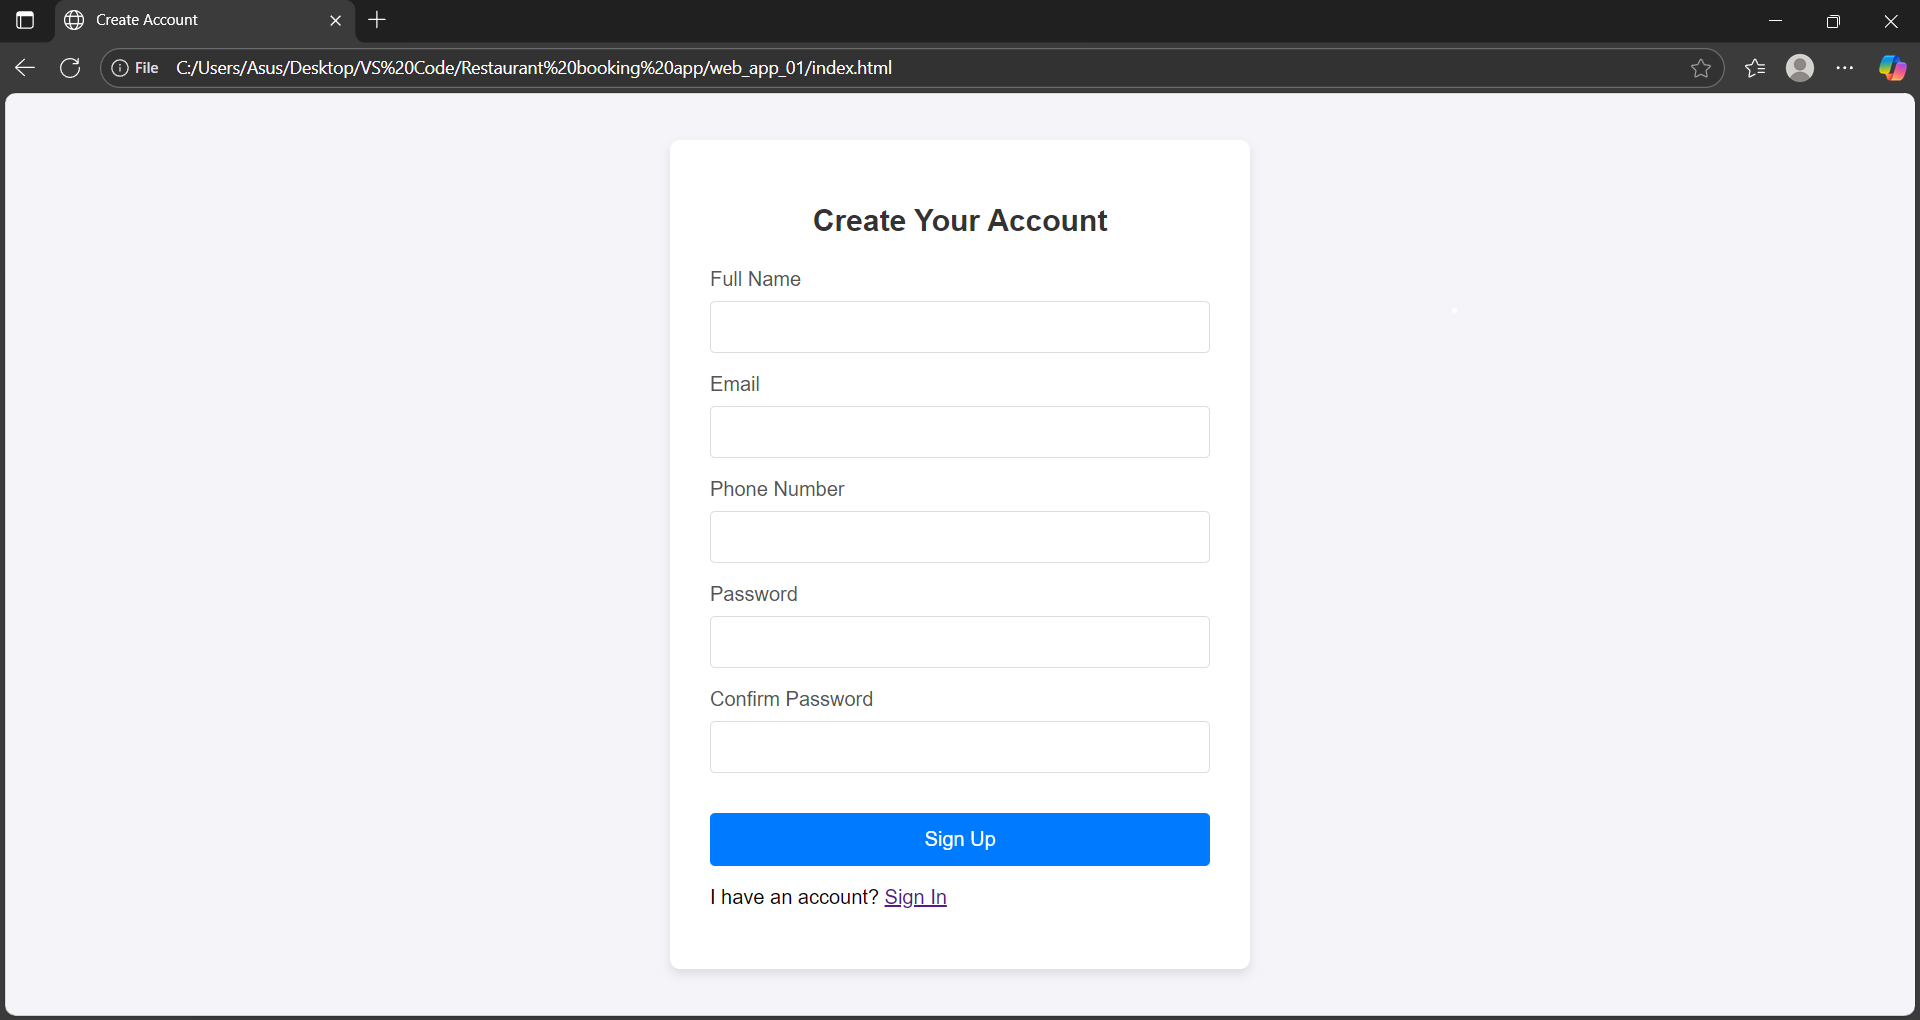 Create Account
File C:/Users/Asus/Desktop/VS%20Code/Restaurant%20booking%20app/web_app_01/index.html
Create Your Account
Full Name
Email
Phone Number
Password
Confirm Password
Sign Up
I have an account? Sign In